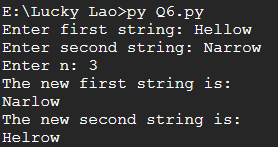 E:\Lucky Lao>py Q6.py
Enter first string: Hellow
Enter second string: Narrow
Enter n: 3
The new first string is:
Narlow
The new second string is:
Helrow